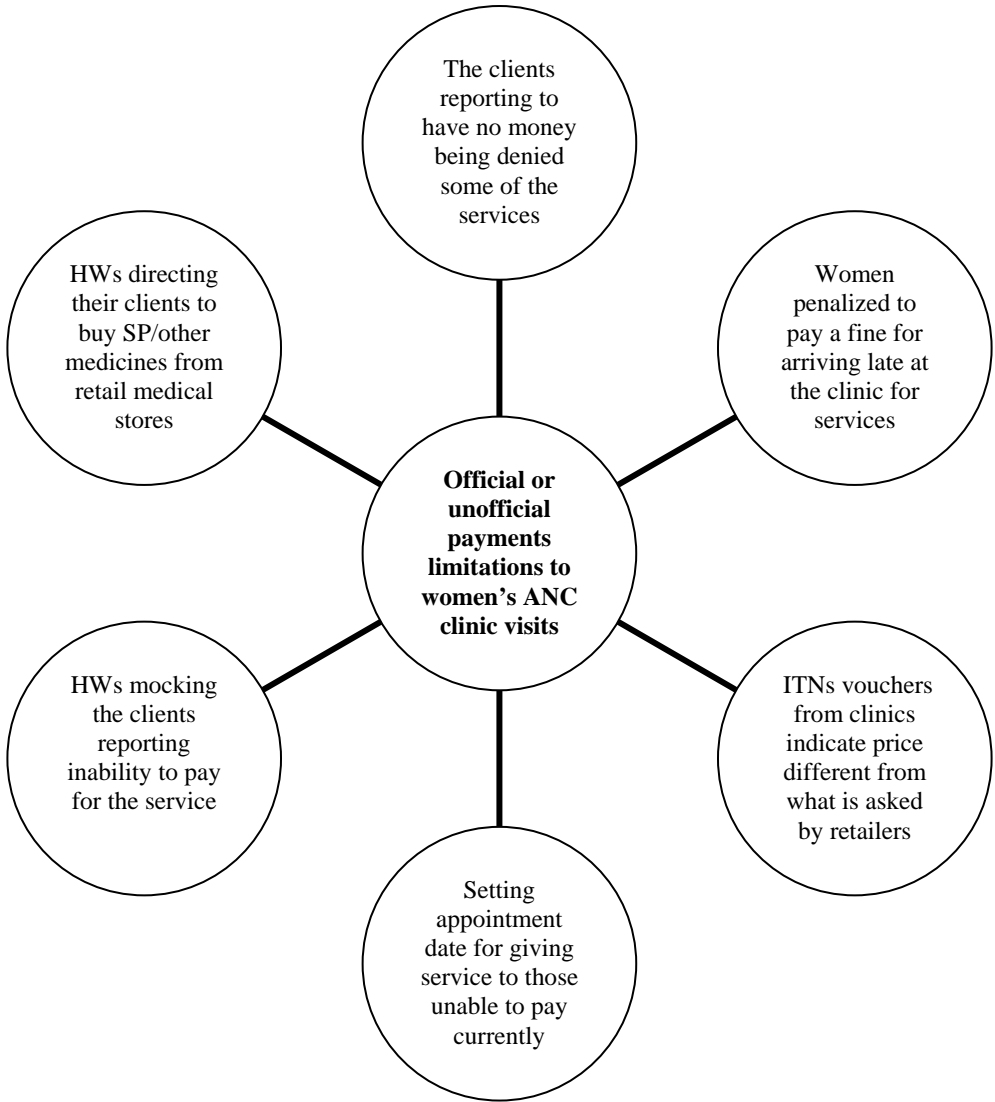 The clients
reporting to
have no money
being denied
some of the
services
HWs directing
their clients to
buy SP/other
medicines from
retail medical
stores
Women
penalized to
pay a fine for
arriving late at
the clinic for
services
Official or
unofficial
payments
limitations to
women’s ANC
clinic visits
HWs mocking
the clients
reporting
inability to pay
for the service
ITNs vouchers
from clinics
indicate price
different from
what is asked
by retailers
Setting
appointment
date for giving
service to those
unable to pay
currently